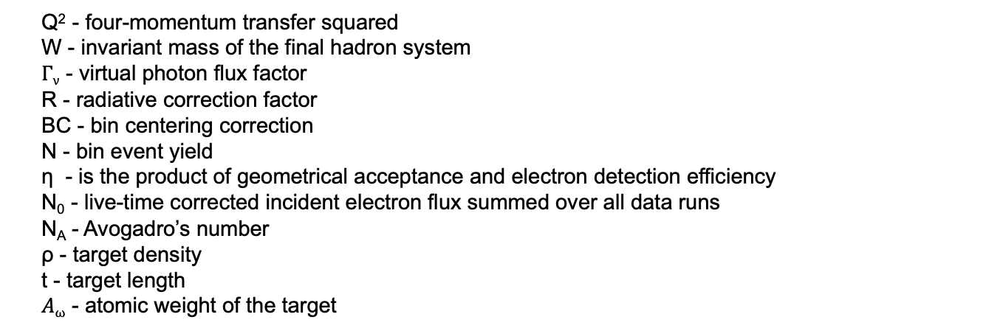 Q² - four-momentum transfer squared
W - invariant mass of the final hadron system
Γᵥ - virtual photon flux factor
R - radiative correction factor
BC - bin centering correction
N - bin event yield
η - is the product of geometrical acceptance and electron detection efficiency
N₀ - live-time corrected incident electron flux summed over all data runs
N_A - Avogadro’s number
ρ - target density
t - target length
A_ω - atomic weight of the target